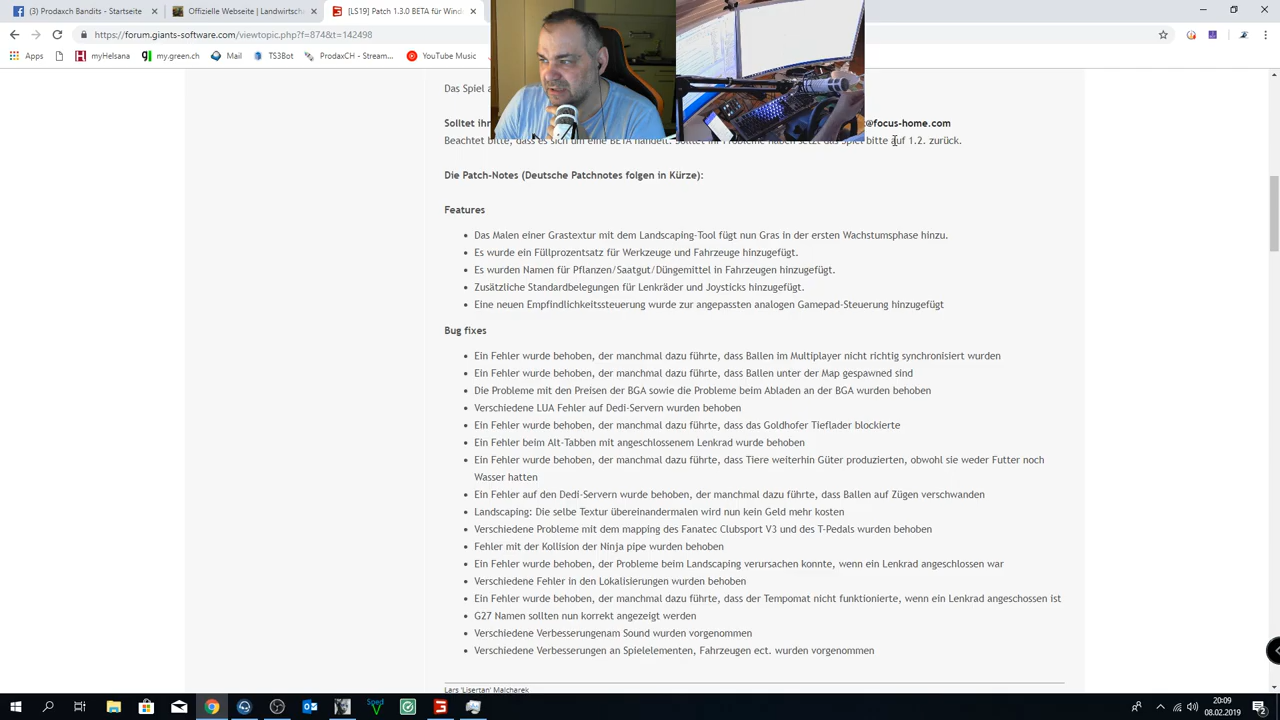 (3) Prodaxch Bandits - Startseite
Offizielle Webseite | Landwirtsch
[LS19] Patch 1.3.0 BETA für Wind
https://forum.giants-software.com/viewtopic.php?f=874&t=142498
Apps
myHelsana
my.green.ch
Mail
TS3Bot
ProdaxCH - Stream...
YouTube Music
Das Spiel
Solltet ihr
@focus-home.com
Beachtet bitte, dass es sich um eine BETA handelt. Solltet ihr Probleme haben setzt das Spiel bitte auf 1.2. zurück.
Die Patch-Notes (Deutsche Patchnotes folgen in Kürze):
Features
Das Malen einer Grastextur mit dem Landscaping-Tool fügt nun Gras in der ersten Wachstumsphase hinzu.
Es wurde ein Füllprozentsatz für Werkzeuge und Fahrzeuge hinzugefügt.
Es wurden Namen für Pflanzen/Saatgut/Düngemittel in Fahrzeugen hinzugefügt.
Zusätzliche Standardbelegungen für Lenkräder und Joysticks hinzugefügt.
Eine neuen Empfindlichkeitssteuerung wurde zur angepassten analogen Gamepad-Steuerung hinzugefügt
Bug fixes
Ein Fehler wurde behoben, der manchmal dazu führte, dass Ballen im Multiplayer nicht richtig synchronisiert wurden
Ein Fehler wurde behoben, der manchmal dazu führte, dass Ballen unter der Map gespawned sind
Die Probleme mit den Preisen der BGA sowie die Probleme beim Abladen an der BGA wurden behoben
Verschiedene LUA Fehler auf Dedi-Servern wurden behoben
Ein Fehler wurde behoben, der manchmal dazu führte, dass das Goldhofer Tieflader blockierte
Ein Fehler beim Alt-Tabben mit angeschlossenem Lenkrad wurde behoben
Ein Fehler wurde behoben, der manchmal dazu führte, dass Tiere weiterhin Güter produzierten, obwohl sie weder Futter noch
Wasser hatten
Ein Fehler auf den Dedi-Servern wurde behoben, der manchmal dazu führte, dass Ballen auf Zügen verschwanden
Landscaping: Die selbe Textur übereinandermalen wird nun kein Geld mehr kosten
Verschiedene Probleme mit dem mapping des Fanatec Clubsport V3 und des T-Pedals wurden behoben
Fehler mit der Kollision der Ninja pipe wurden behoben
Ein Fehler wurde behoben, der Probleme beim Landscaping verursachen konnte, wenn ein Lenkrad angeschlossen war
Verschiedene Fehler in den Lokalisierungen wurden behoben
Ein Fehler wurde behoben, der manchmal dazu führte, dass der Tempomat nicht funktionierte, wenn ein Lenkrad angeschossen ist
G27 Namen sollten nun korrekt angezeigt werden
Verschiedene Verbesserungenam Sound wurden vorgenommen
Verschiedene Verbesserungen an Spielelementen, Fahrzeugen ect. wurden vorgenommen
Lars 'Lisertan' Malcharek
Speed
20:09
08.02.2019
2